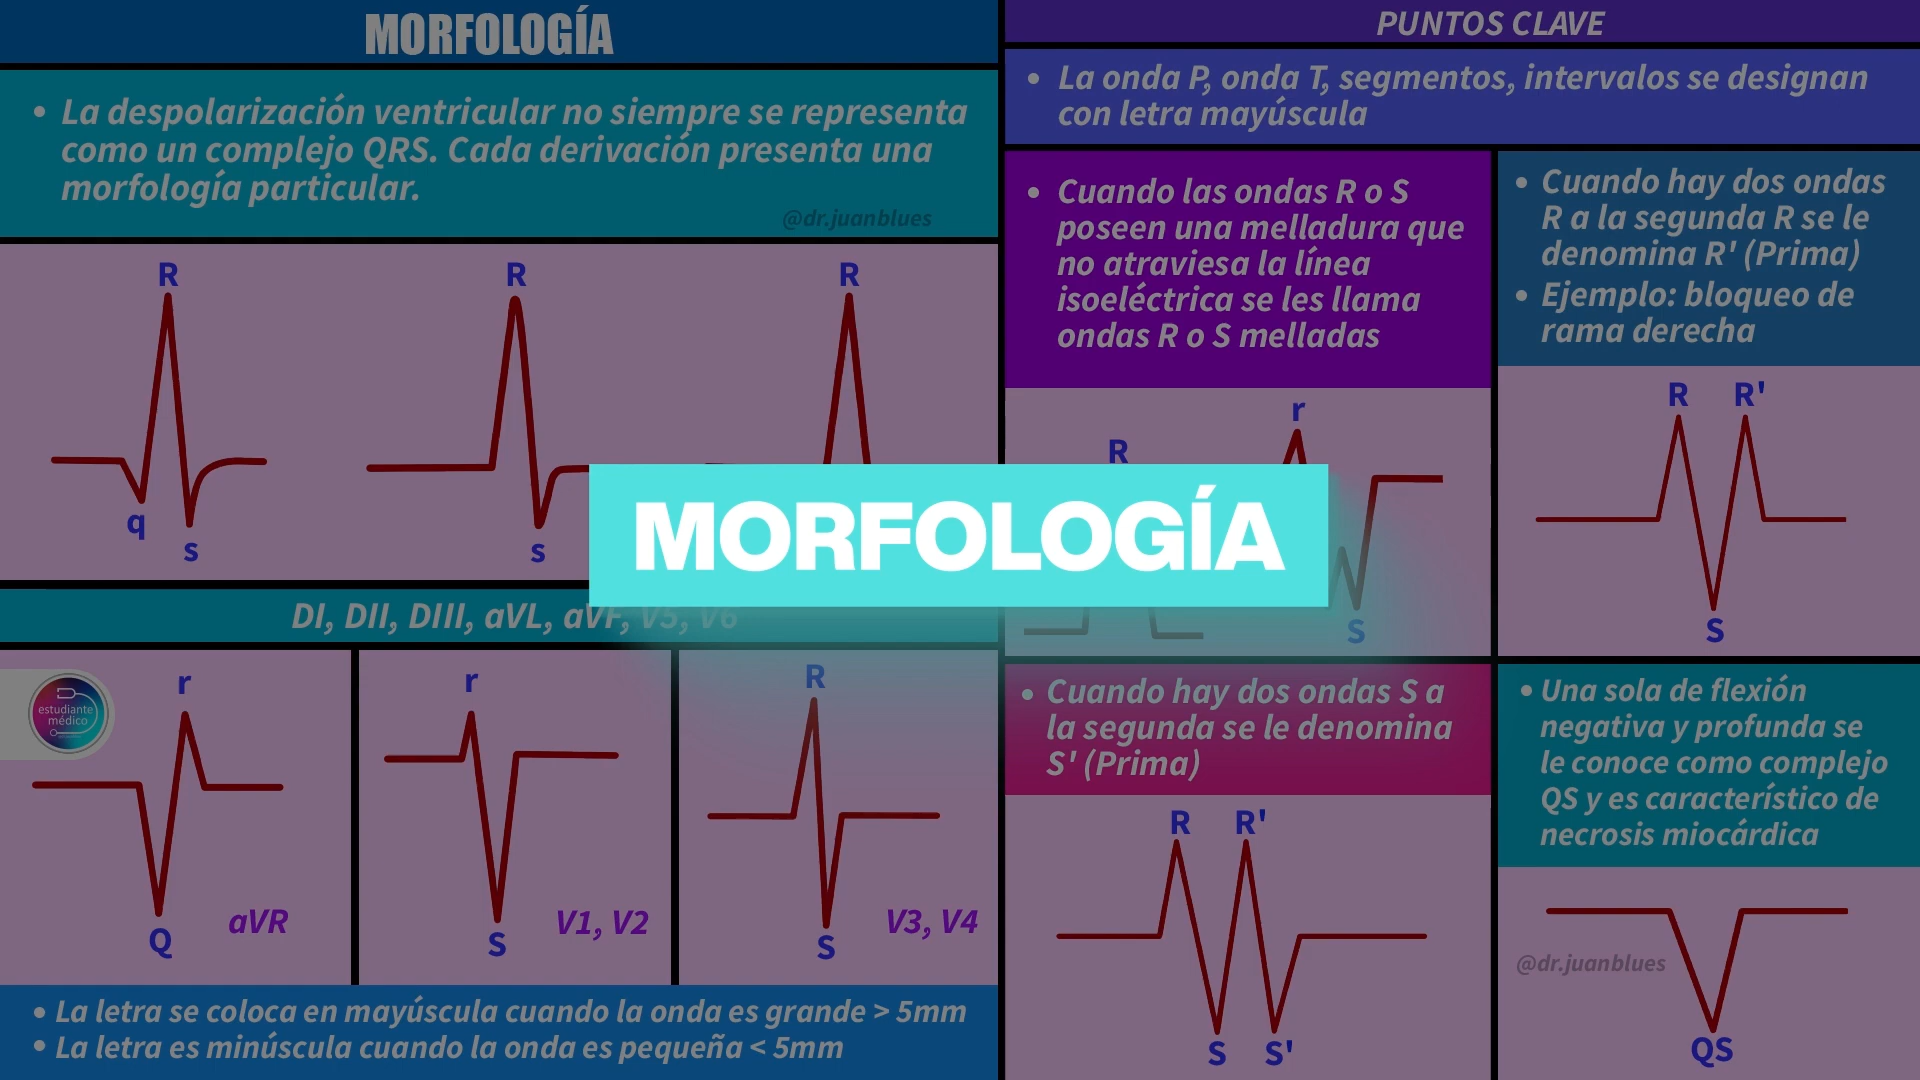 MORFOLOGÍA
• La despolarización ventricular no siempre se representa
como un complejo QRS. Cada derivación presenta una
morfología particular.
@dr.juanblues
R
R
R
q
s
s
DI, DII, DIII, aVL, aVF, V5, V6
estudiante
médico
r
Q
aVR
r
S
V1, V2
R
S
V3, V4
• La letra se coloca en mayúscula cuando la onda es grande > 5mm
• La letra es minúscula cuando la onda es pequeña < 5mm
MORFOLOGÍA
PUNTOS CLAVE
• La onda P, onda T, segmentos, intervalos se designan
con letra mayúscula
• Cuando las ondas R o S
poseen una melladura que
no atraviesa la línea
isoeléctrica se les llama
ondas R o S melladas
R
r
S
• Cuando hay dos ondas
R a la segunda R se le
denomina R' (Prima)
• Ejemplo: bloqueo de
rama derecha
R R'
S
• Cuando hay dos ondas S a
la segunda se le denomina
S' (Prima)
R R'
S S'
• Una sola de flexión
negativa y profunda se
le conoce como complejo
QS y es característico de
necrosis miocárdica
@dr.juanblues
QS